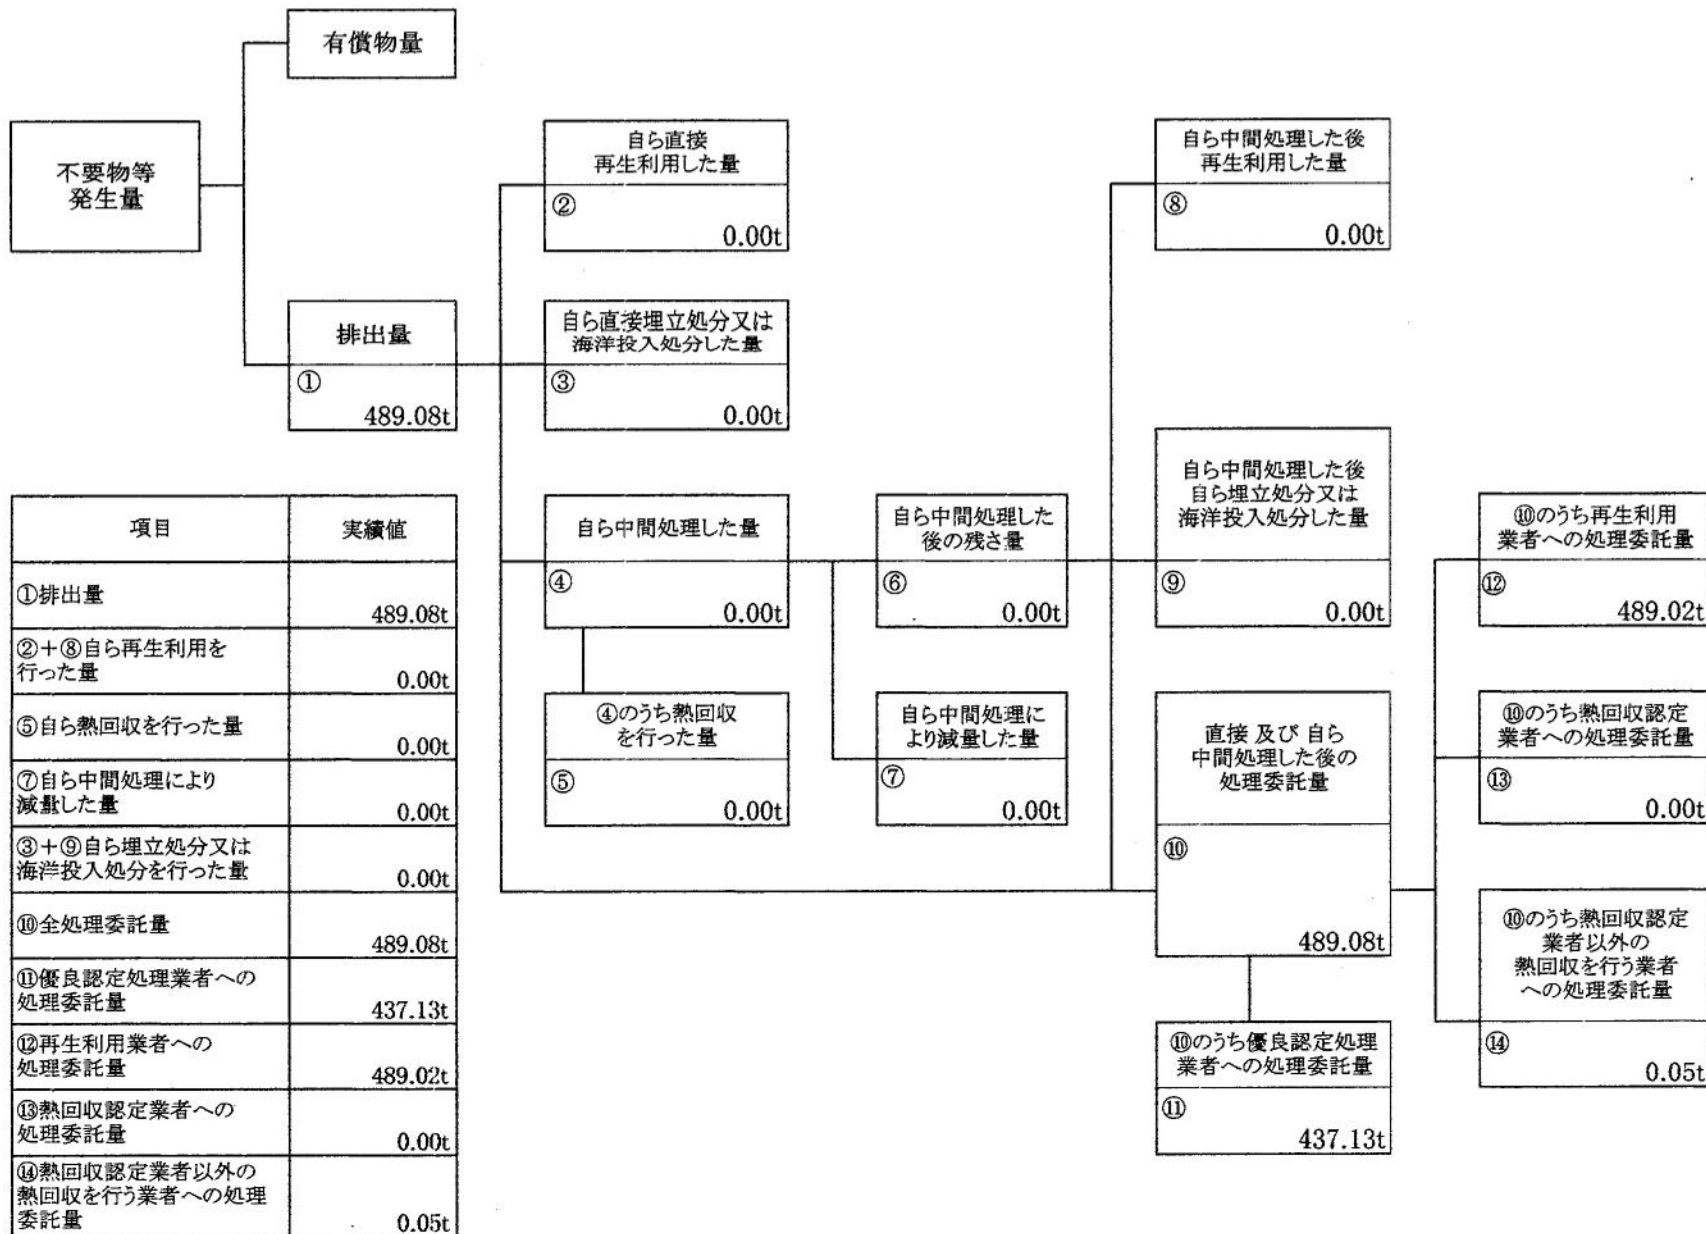 有償物量
不要物等
発生量
排出量
①
489.08t
自ら直接
再生利用した量
②
0.00t
自ら直接埋立処分又は
海洋投入処分した量
③
0.00t
自ら中間処理した量
④
0.00t
④のうち熱回収
を行った量
⑤
0.00t
自ら中間処理した
後の残さ量
⑥
0.00t
自ら中間処理に
より減量した量
⑦
0.00t
自ら中間処理した後
再生利用した量
⑧
0.00t
自ら中間処理した後
自ら埋立処分又は
海洋投入処分した量
⑨
0.00t
直接 及び 自ら
中間処理した後の
処理委託量
⑩
489.08t
⑩のうち優良認定処理
業者への処理委託量
⑪
437.13t
⑩のうち再生利用
業者への処理委託量
⑫
489.02t
⑩のうち熱回収認定
業者への処理委託量
⑬
0.00t
⑩のうち熱回収認定
業者以外の
熱回収を行う業者
への処理委託量
⑭
0.05t
項目 実績値
①排出量
489.08t
②+⑧自ら再生利用を
行った量
0.00t
⑤自ら熱回収を行った量
0.00t
⑦自ら中間処理により
減量した量
0.00t
③+⑨自ら埋立処分又は
海洋投入処分を行った量
0.00t
⑩全処理委託量
489.08t
⑪優良認定処理業者への
処理委託量
437.13t
⑫再生利用業者への
処理委託量
489.02t
⑬熱回収認定業者への
処理委託量
0.00t
⑭熱回収認定業者以外の
熱回収を行う業者への処理
委託量
0.05t